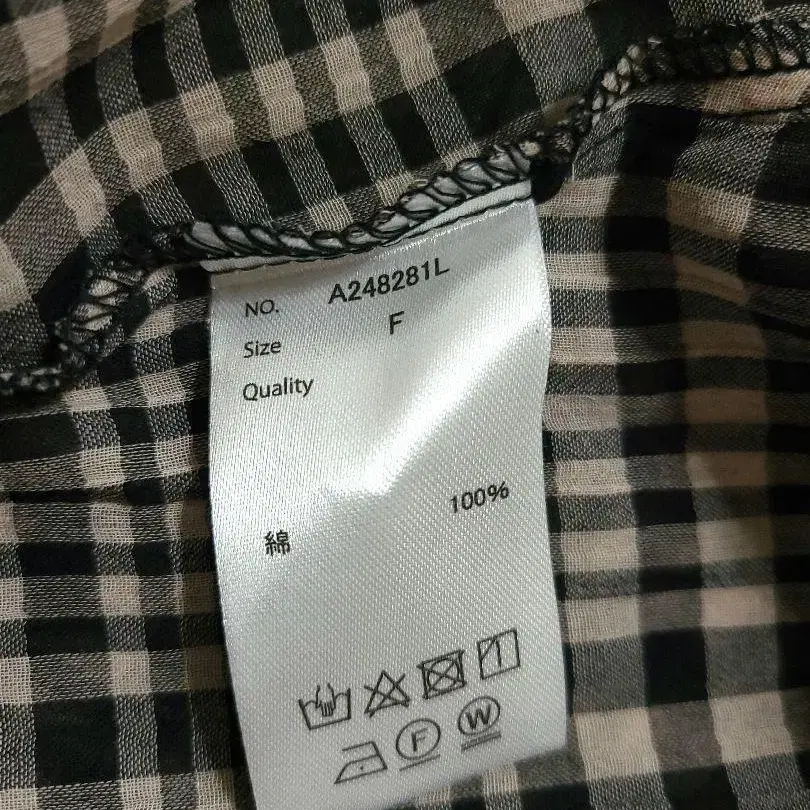 NO. A248281L
Size F
Quality
綿 100%
F W